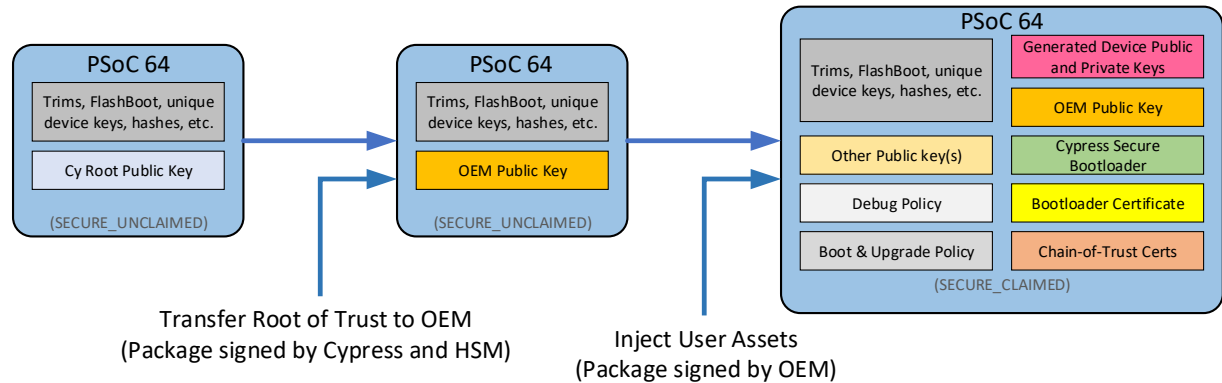 PSoC 64
Trims, FlashBoot, unique
device keys, hashes, etc.
Cy Root Public Key
(SECURE_UNCLAIMED)
PSoC 64
Trims, FlashBoot, unique
device keys, hashes, etc.
OEM Public Key
(SECURE_UNCLAIMED)
PSoC 64
Trims, FlashBoot, unique
device keys, hashes, etc.
Generated Device Public
and Private Keys
OEM Public Key
Other Public key(s)
Cypress Secure
Bootloader
Debug Policy
Bootloader Certificate
Boot & Upgrade Policy
Chain-of-Trust Certs
(SECURE_CLAIMED)
Transfer Root of Trust to OEM
(Package signed by Cypress and HSM)
Inject User Assets
(Package signed by OEM)